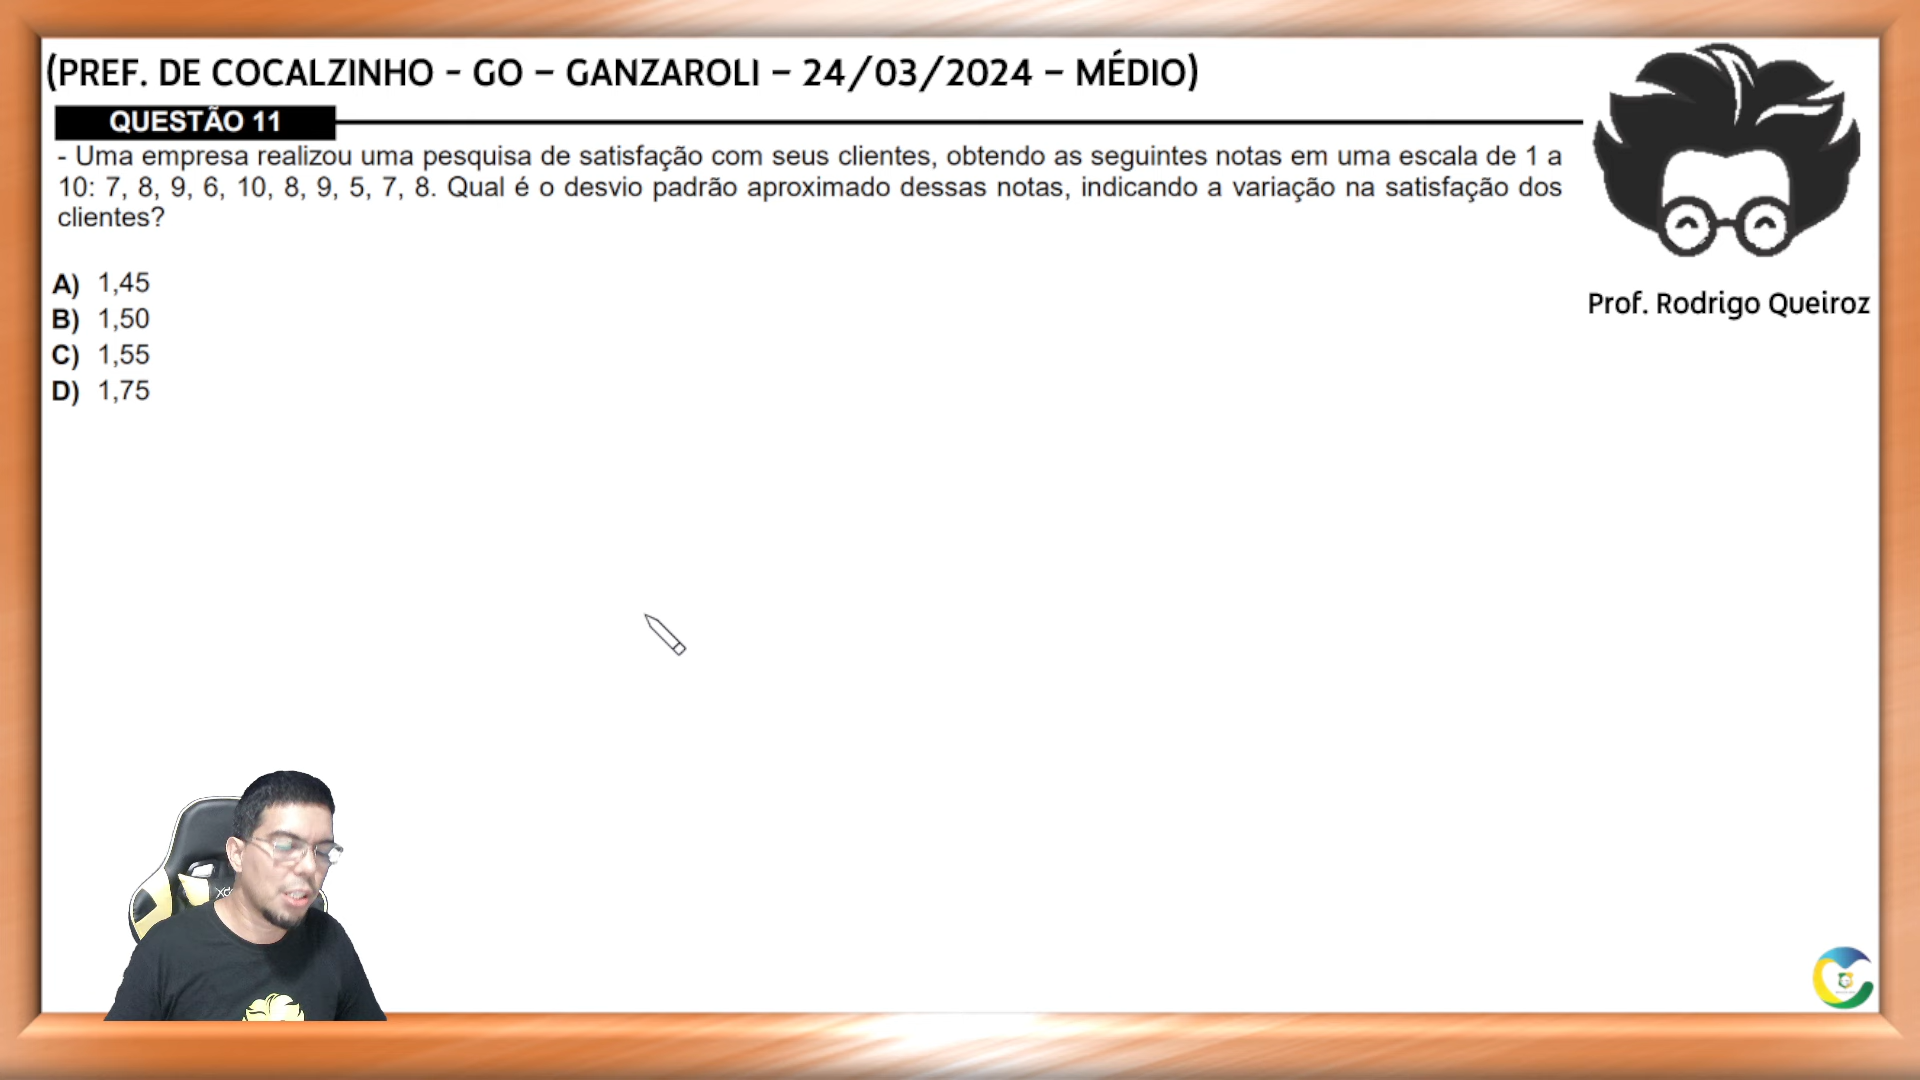 (PREF. DE COCALZINHO - GO – GANZAROLI – 24/03/2024 – MÉDIO)
QUESTÃO 11
- Uma empresa realizou uma pesquisa de satisfação com seus clientes, obtendo as seguintes notas em uma escala de 1 a
10: 7, 8, 9, 6, 10, 8, 9, 5, 7, 8. Qual é o desvio padrão aproximado dessas notas, indicando a variação na satisfação dos
clientes?
A) 1,45
B) 1,50
C) 1,55
D) 1,75
Prof. Rodrigo Queiroz